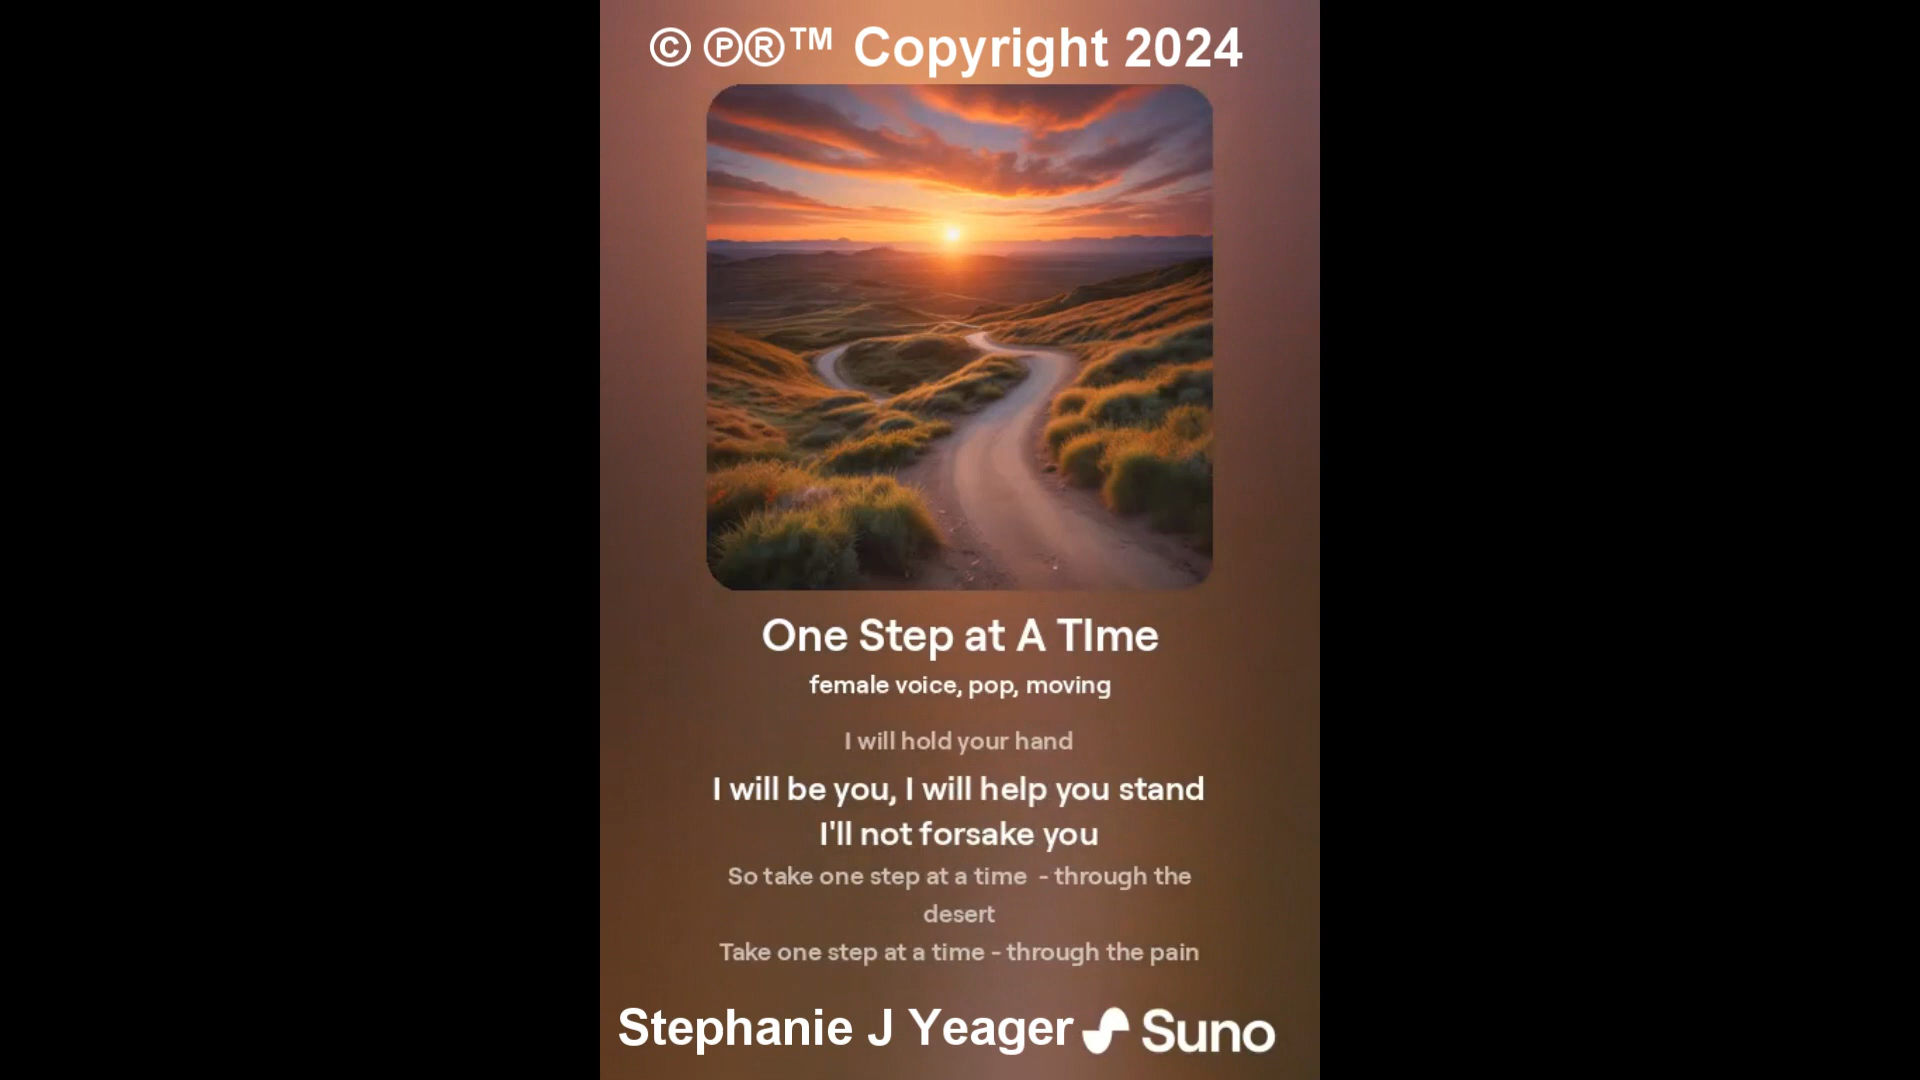 © ℗®™ Copyright 2024
One Step at A TIme
female voice, pop, moving
I will hold your hand
I will be you, I will help you stand
I'll not forsake you
So take one step at a time - through the
desert
Take one step at a time - through the pain
Stephanie J Yeager Suno